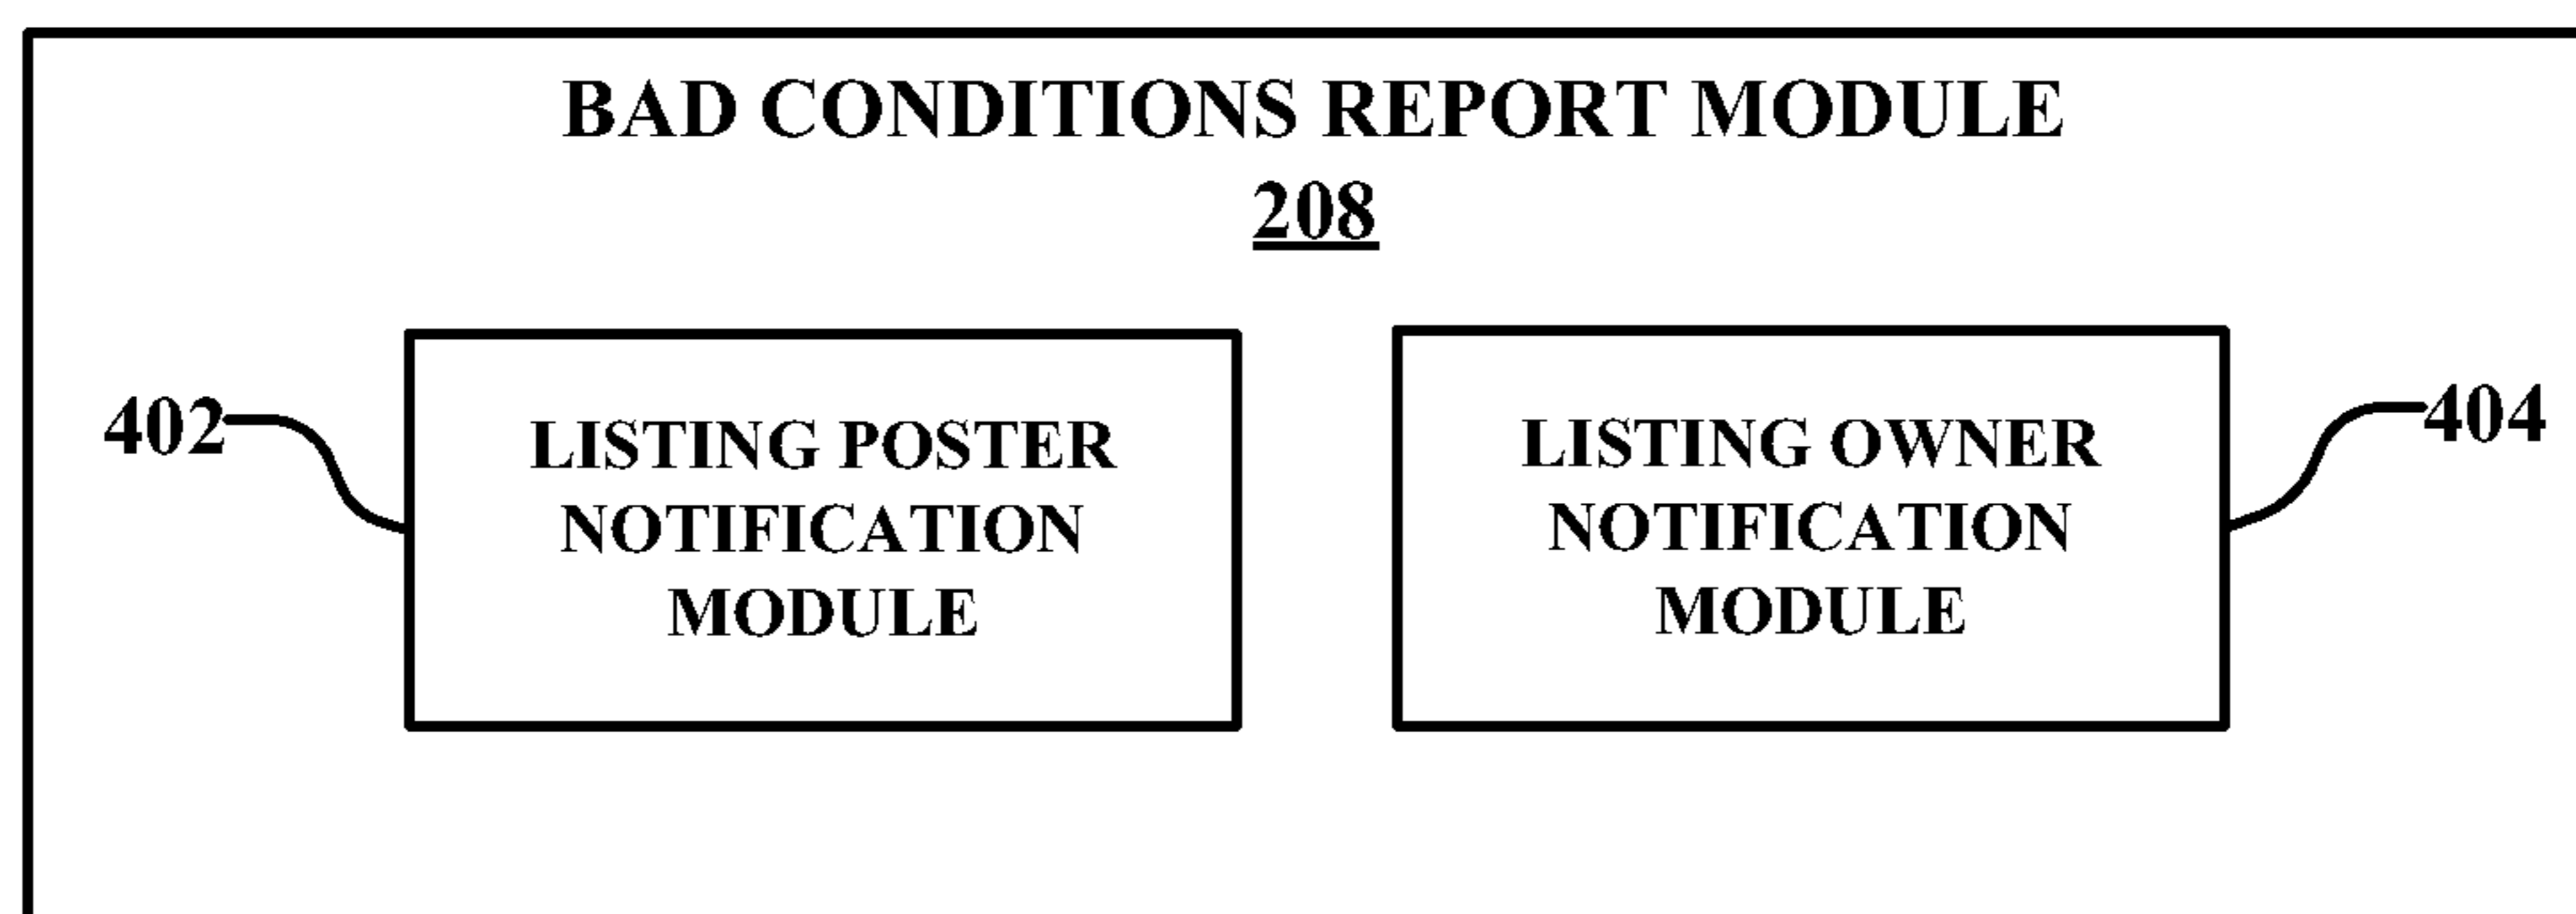 BAD CONDITIONS REPORT MODULE
208
402
LISTING POSTER
NOTIFICATION
MODULE
LISTING OWNER
NOTIFICATION
MODULE
404